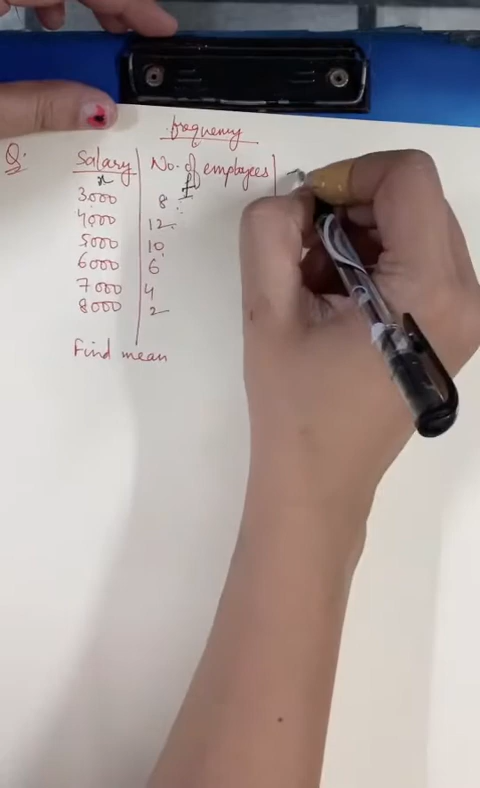 frequency
Q. Salary No. of employees
x f
3000 8
4000 12
5000 10
6000 6
7000 4
8000 2
Find mean